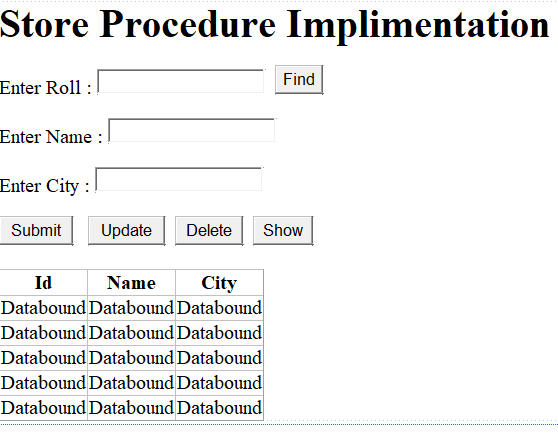 Store Procedure Implimentation
Enter Roll : Find
Enter Name :
Enter City :
Submit Update Delete Show
Id Name City
Databound Databound Databound
Databound Databound Databound
Databound Databound Databound
Databound Databound Databound
Databound Databound Databound